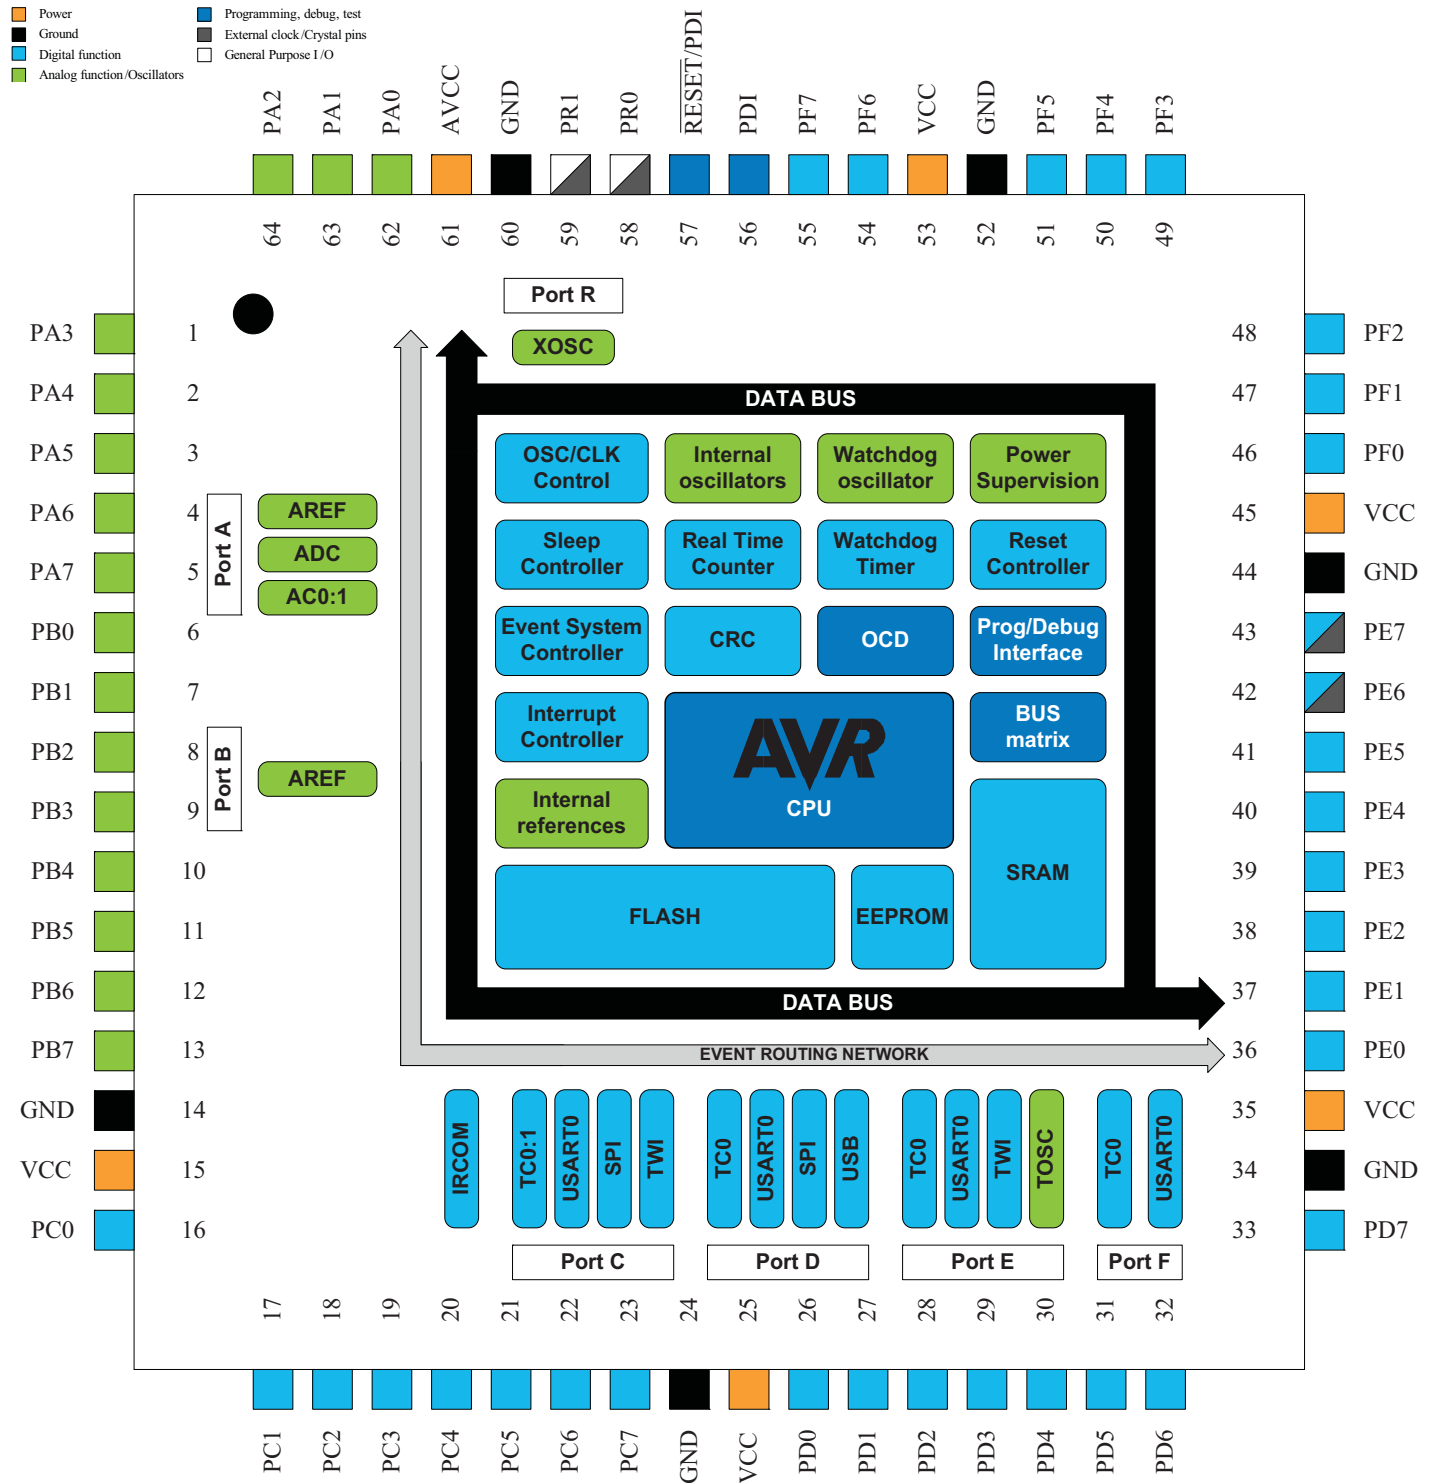 Power
Ground
Digital function
Analog function/Oscillators
Programming, debug, test
External clock/Crystal pins
General Purpose I/O
PA2
PA1
PA0
AVCC
GND
PR1
PR0
RESET/PDI
PDI
PF7
PF6
VCC
GND
PF5
PF4
PF3
64
63
62
61
60
59
58
57
56
55
54
53
52
51
50
49
PA3
PA4
PA5
PA6
PA7
PB0
PB1
PB2
PB3
PB4
PB5
PB6
PB7
GND
VCC
PC0
1
2
3
4
5
6
7
8
9
10
11
12
13
14
15
16
Port A
AREF
ADC
AC0:1
Port B
AREF
Port R
XOSC
DATA BUS
OSC/CLK
Control
Internal
oscillators
Watchdog
oscillator
Power
Supervision
Sleep
Controller
Real Time
Counter
Watchdog
Timer
Reset
Controller
Event System
Controller
CRC
OCD
Prog/Debug
Interface
Interrupt
Controller
AVR
CPU
BUS
matrix
Internal
references
SRAM
FLASH
EEPROM
DATA BUS
EVENT ROUTING NETWORK
IRCOM
TC0:1
USART0
SPI
TWI
TC0
USART0
SPI
USB
TC0
USART0
TWI
TOSC
TC0
USART0
Port C
Port D
Port E
Port F
48
47
46
45
44
43
42
41
40
39
38
37
36
35
34
33
PF2
PF1
PF0
VCC
GND
PE7
PE6
PE5
PE4
PE3
PE2
PE1
PE0
VCC
GND
PD7
17
18
19
20
21
22
23
24
25
26
27
28
29
30
31
32
PC1
PC2
PC3
PC4
PC5
PC6
PC7
GND
VCC
PD0
PD1
PD2
PD3
PD4
PD5
PD6